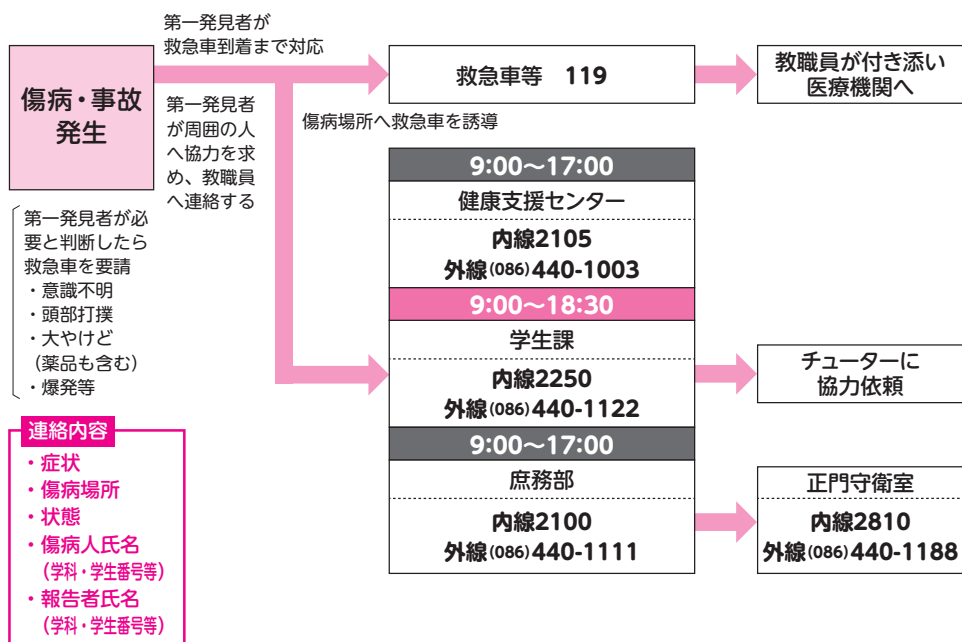 第一発見者が
救急車到着まで対応
傷病・事故
発生
救急車等　119
教職員が付き添い
医療機関へ
第一発見者
が周囲の人
へ協力を求
め、教職員
へ連絡する
傷病場所へ救急車を誘導
第一発見者が必
要と判断したら
救急車を要請
・意識不明
・頭部打撲
・大やけど
（薬品も含む）
・爆発等
9:00〜17:00
健康支援センター
内線2105
外線(086)440-1003
9:00〜18:30
学生課
内線2250
外線(086)440-1122
チューターに
協力依頼
9:00〜17:00
庶務部
内線2100
外線(086)440-1111
正門守衛室
内線2810
外線(086)440-1188
連絡内容
・症状
・傷病場所
・状態
・傷病人氏名
（学科・学生番号等）
・報告者氏名
（学科・学生番号等）